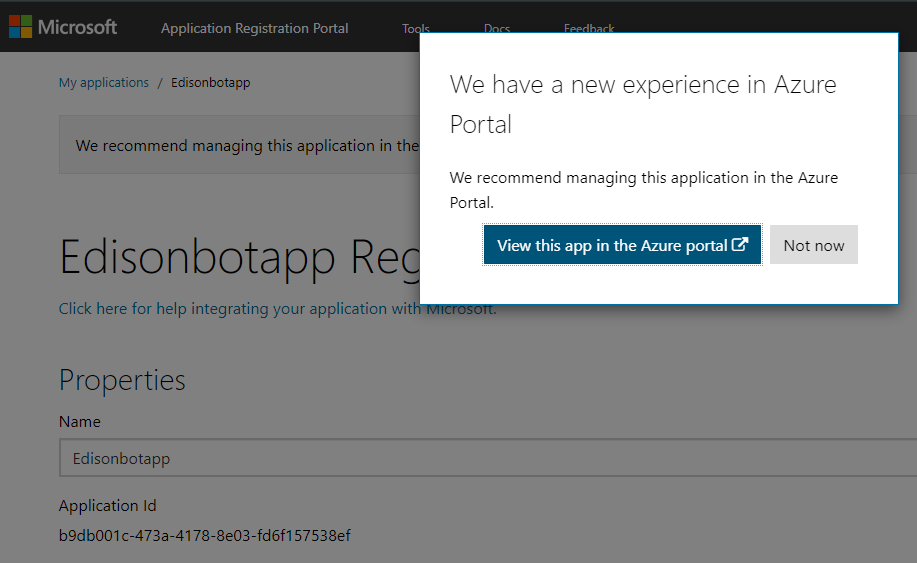 Microsoft Application Registration Portal Tools Docs Feedback
My applications / Edisonbotapp
We recommend managing this application in the
Edisonbotapp Reg
Click here for help integrating your application with Microsoft.
Properties
Name
Edisonbotapp
Application Id
b9db001c-473a-4178-8e03-fd6f157538ef
We have a new experience in Azure
Portal
We recommend managing this application in the Azure
Portal.
View this app in the Azure portal Not now